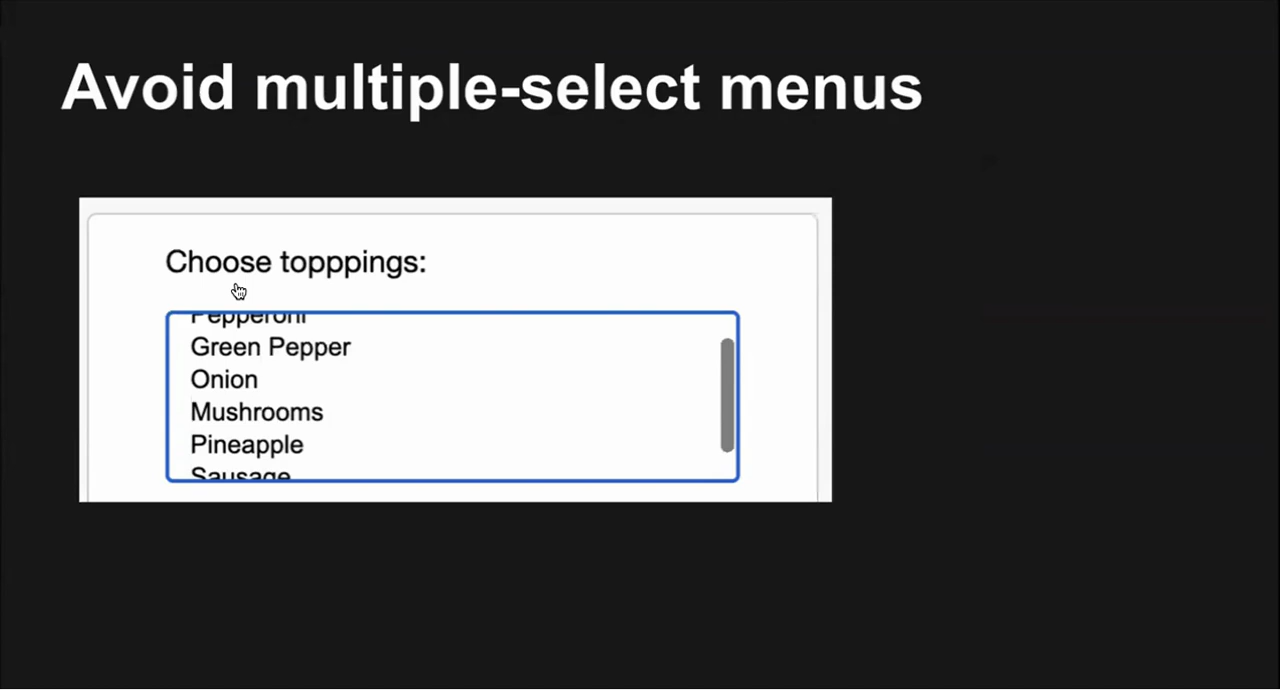 Avoid multiple-select menus
Choose topppings:
Pepperoni
Green Pepper
Onion
Mushrooms
Pineapple
Sausage